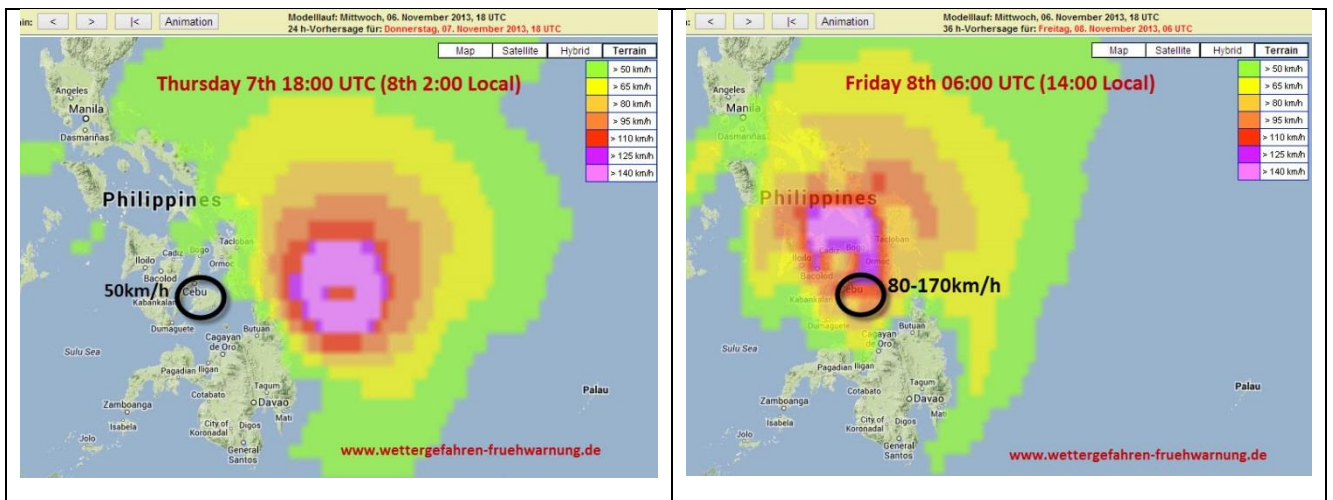 in: < > |< Animation
Modelllauf: Mittwoch, 06. November 2013, 18 UTC
24 h-Vorhersage für: Donnerstag, 07. November 2013, 18 UTC
Map Satellite Hybrid Terrain
> 50 km/h
> 65 km/h
> 80 km/h
> 95 km/h
> 110 km/h
> 125 km/h
> 140 km/h
Thursday 7th 18:00 UTC (8th 2:00 Local)
Angeles
Manila
Dasmariñas
Philippines
Tacloban
Cadiz Bogo
Iloilo
Ormoc
Bacolod
50km/h
Cebu
Kabankalan
Dumaguete
Butuan
Cagayan
de Oro
Sulu Sea
Pagadian Iligan
Tagum
Palau
Zamboanga
Cotabato
Davao
Mati
Isabela
City of
Koronadal
Digos
Jolo
General
Santos
www.wettergefahren-fruehwarnung.de
n: < > |< Animation
Modelllauf: Mittwoch, 06. November 2013, 18 UTC
36 h-Vorhersage für: Freitag, 08. November 2013, 06 UTC
Map Satellite Hybrid Terrain
> 50 km/h
> 65 km/h
> 80 km/h
> 95 km/h
> 110 km/h
> 125 km/h
> 140 km/h
Friday 8th 06:00 UTC (14:00 Local)
Angeles
Manila
Dasmariñas
Philippines
Tacloban
Cadiz Bogo
Iloilo
Ormoc
Bacolod
Cebu
80-170km/h
Kabankalan
Dumaguete
Butuan
Cagayan
de Oro
Sulu Sea
Pagadian Iligan
Tagum
Palau
Zamboanga
Cotabato
Davao
Mati
Isabela
City of
Koronadal
Digos
Jolo
General
Santos
www.wettergefahren-fruehwarnung.de